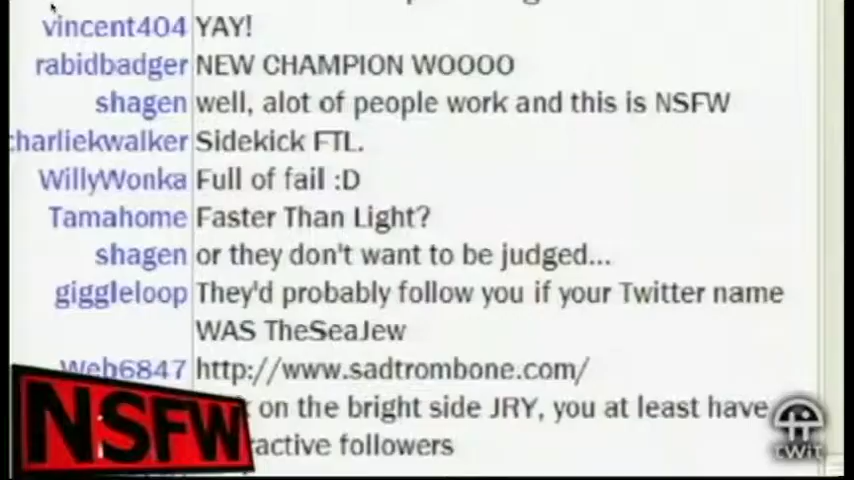 vincent404 YAY!
rabidbadger NEW CHAMPION WOOOO
shagen well, alot of people work and this is NSFW
charliekwalker Sidekick FTL.
WillyWonka Full of fail :D
Tamahome Faster Than Light?
shagen or they don't want to be judged...
giggleloop They'd probably follow you if your Twitter name
WAS TheSeaJew
Web6847 http://www.sadtrombone.com/
on the bright side JRY, you at least have
active followers
NSFW
twit